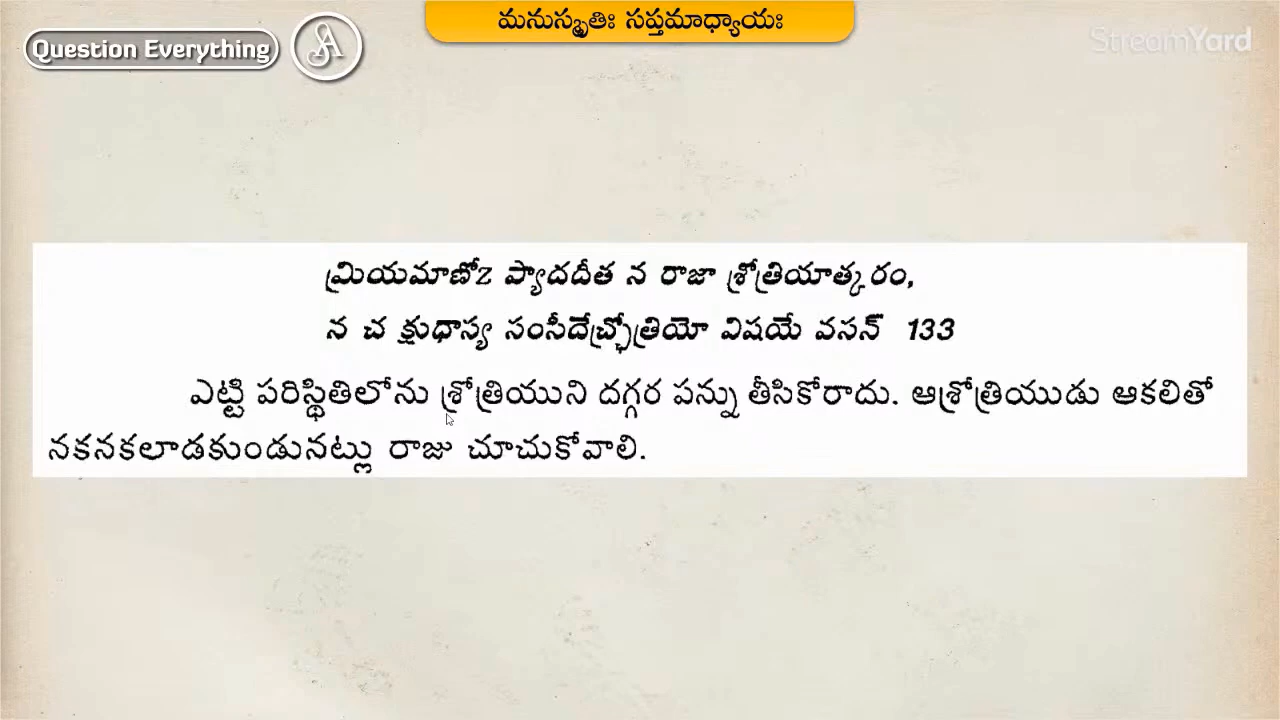 మనుస్మృతిః సప్తమాధ్యాయః
Question Everything
StreamYard
మ్రియమాణోz ప్యాదదీత న రాజా శ్రోత్రియాత్కరం,
న చ క్షుధాస్య సంసీదేచ్ఛ్రోత్రియో విషయే వసన్ 133
ఎట్టి పరిస్థితిలోను శ్రోత్రియుని దగ్గర పన్ను తీసికోరాదు. ఆశ్రోత్రియుడు ఆకలితో
నకనకలాడకుండునట్లు రాజు చూచుకోవాలి.